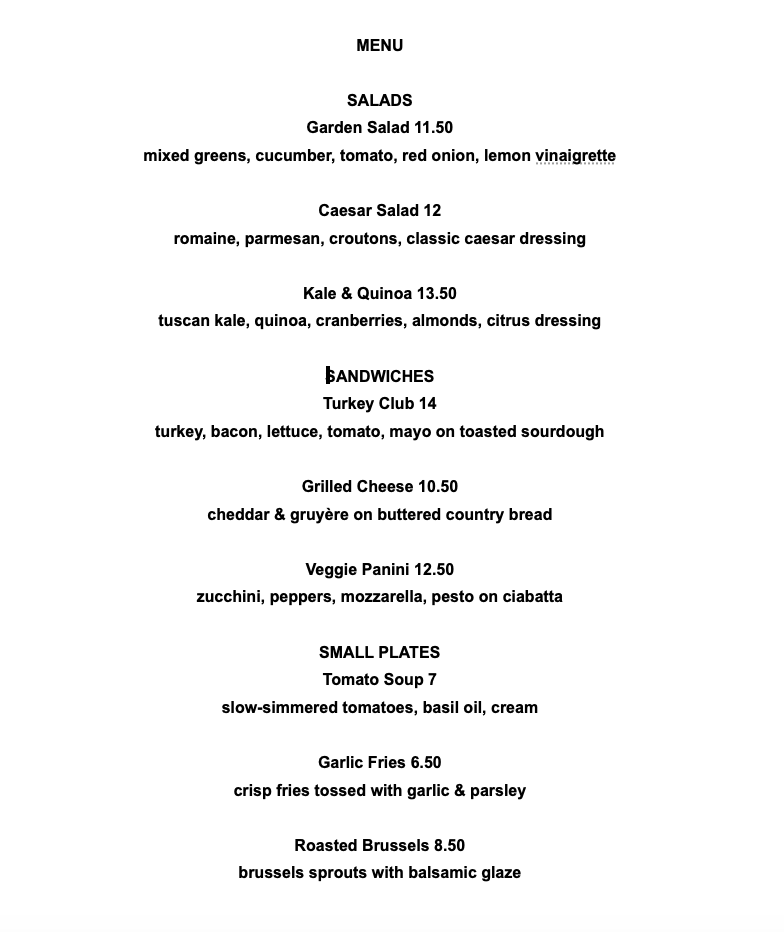 MENU
SALADS
Garden Salad 11.50
mixed greens, cucumber, tomato, red onion, lemon vinaigrette
Caesar Salad 12
romaine, parmesan, croutons, classic caesar dressing
Kale & Quinoa 13.50
tuscan kale, quinoa, cranberries, almonds, citrus dressing
SANDWICHES
Turkey Club 14
turkey, bacon, lettuce, tomato, mayo on toasted sourdough
Grilled Cheese 10.50
cheddar & gruyère on buttered country bread
Veggie Panini 12.50
zucchini, peppers, mozzarella, pesto on ciabatta
SMALL PLATES
Tomato Soup 7
slow-simmered tomatoes, basil oil, cream
Garlic Fries 6.50
crisp fries tossed with garlic & parsley
Roasted Brussels 8.50
brussels sprouts with balsamic glaze